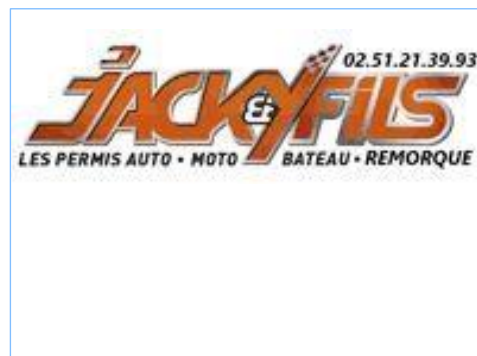 02.51.21.39.93
JACKY & FILS
LES PERMIS AUTO • MOTO BATEAU • REMORQUE